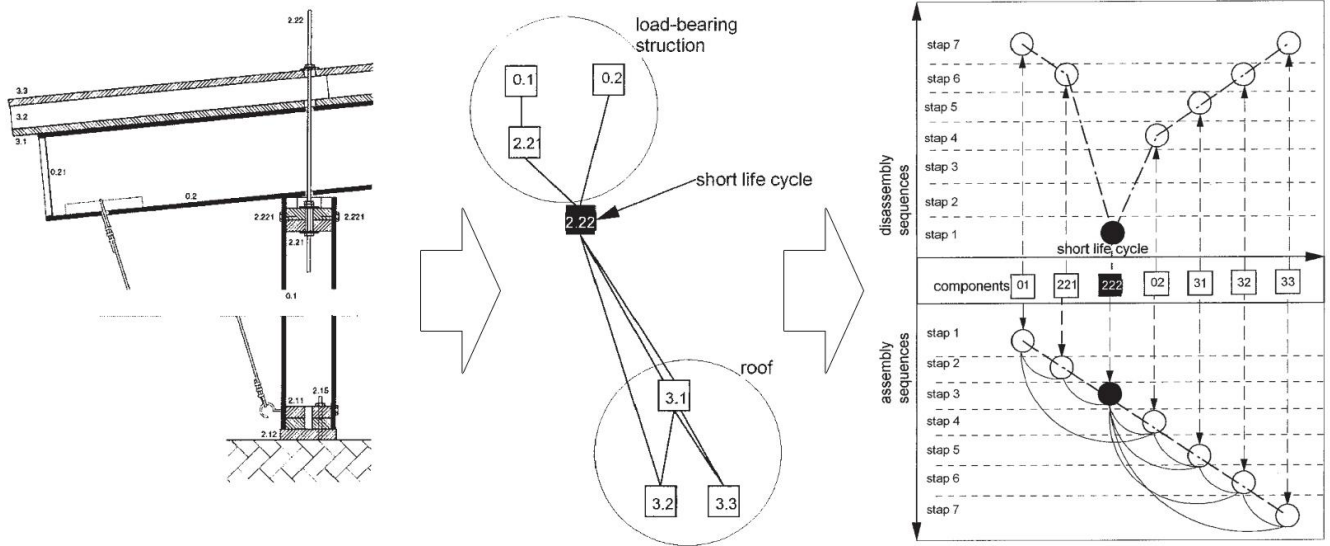 2.22
3.3
3.2
3.1
0.21
0.2
2.221
2.221
2.21
0.1
2.15
2.11
2.12
load-bearing
struction
0.1
0.2
2.21
2.22
short life cycle
roof
3.1
3.2
3.3
disassembly
sequences
stap 7
stap 6
stap 5
stap 4
stap 3
stap 2
stap 1
short life cycle
components 01 221 222 02 31 32 33
assembly
sequences
stap 1
stap 2
stap 3
stap 4
stap 5
stap 6
stap 7